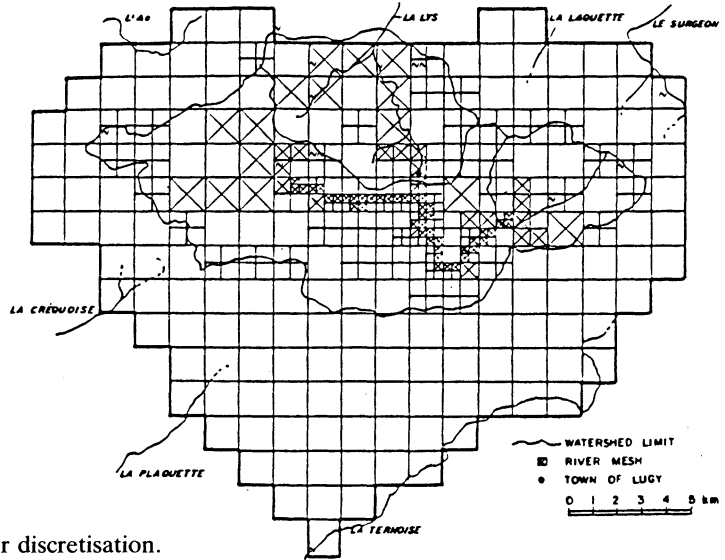 L'Aa
LA LYS
LA LAQUETTE
LE SURGEON
LA CRÉQUOISE
LA PLAQUETTE
LA TERNOISE
WATERSHED LIMIT
RIVER MESH
TOWN OF LUGY
0 1 2 3 4 5 km
r discretisation.